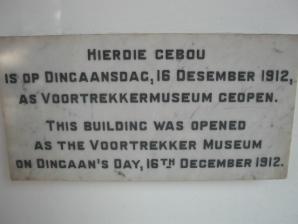 HIERDIE GEBOU
IS OP DINGAANSDAG, 16 DESEMBER 1912,
AS VOORTREKKERMUSEUM GEOPEN.
THIS BUILDING WAS OPENED
AS THE VOORTREKKER MUSEUM
ON DINGAAN'S DAY, 16TH DECEMBER 1912.